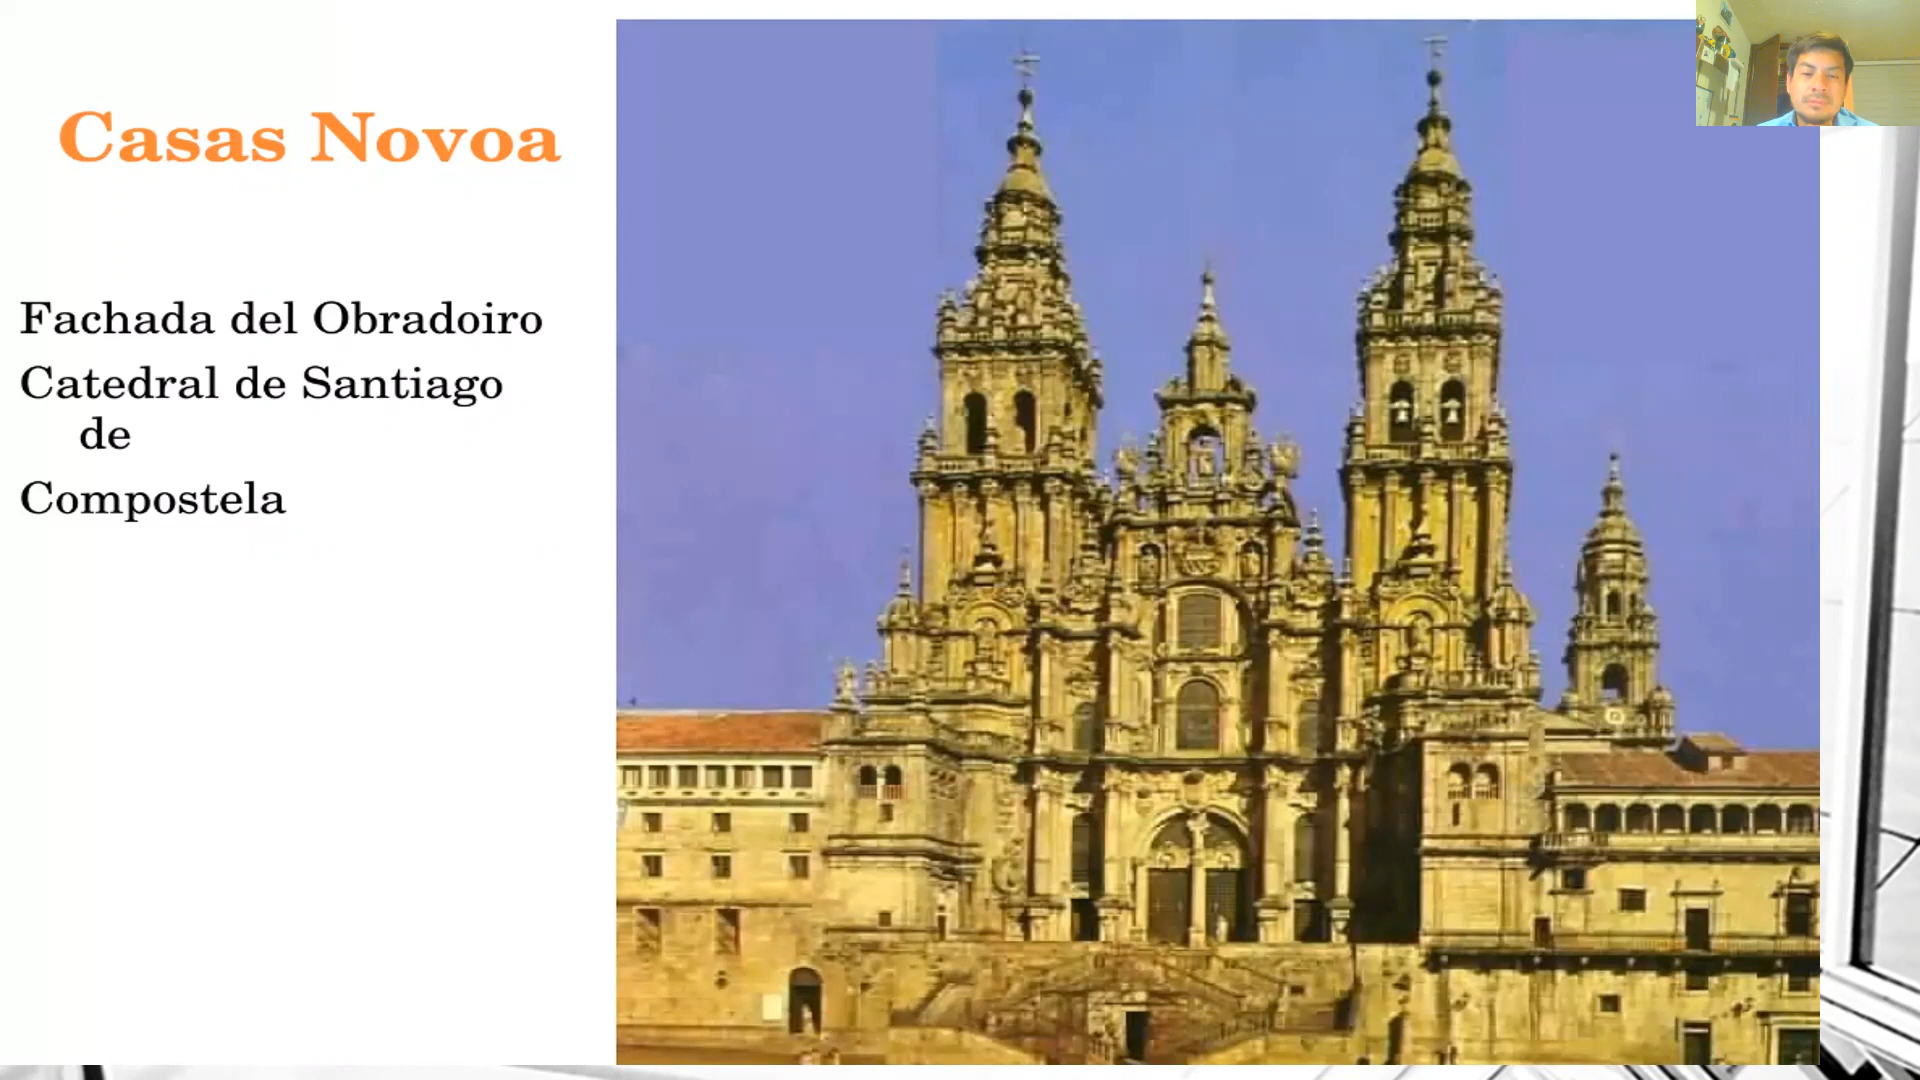 Casas Novoa
Fachada del Obradoiro
Catedral de Santiago
de
Compostela